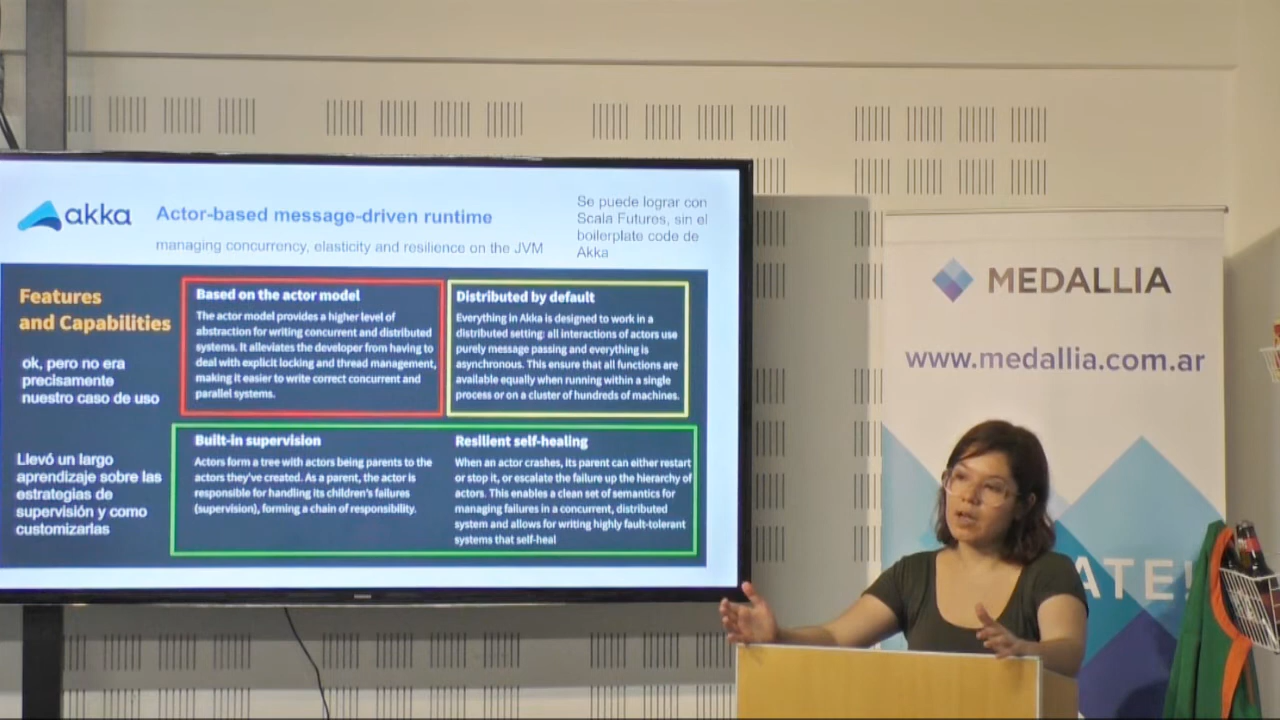 akka
Actor-based message-driven runtime
managing concurrency, elasticity and resilience on the JVM
Se puede lograr con
Scala Futures, sin el
boilerplate code de
Akka
Features
and Capabilities
ok, pero no era
precisamente
nuestro caso de uso
Based on the actor model
The actor model provides a higher level of
abstraction for writing concurrent and distributed
systems. It alleviates the developer from having to
deal with explicit locking and thread management,
making it easier to write correct concurrent and
parallel systems.
Distributed by default
Everything in Akka is designed to work in a
distributed setting: all interactions of actors use
purely message passing and everything is
asynchronous. This ensure that all functions are
available equally when running within a single
process or on a cluster of hundreds of machines.
Llevó un largo
aprendizaje sobre las
estrategias de
supervisión y como
customizarlas
Built-in supervision
Actors form a tree with actors being parents to the
actors they've created. As a parent, the actor is
responsible for handling its children's failures
(supervision), forming a chain of responsibility.
Resilient self-healing
When an actor crashes, its parent can either restart
or stop it, or escalate the failure up the hierarchy of
actors. This enables a clean set of semantics for
managing failures in a concurrent, distributed
system and allows for writing highly fault-tolerant
systems that self-heal
MEDALLIA
www.medallia.com.ar
ATE!